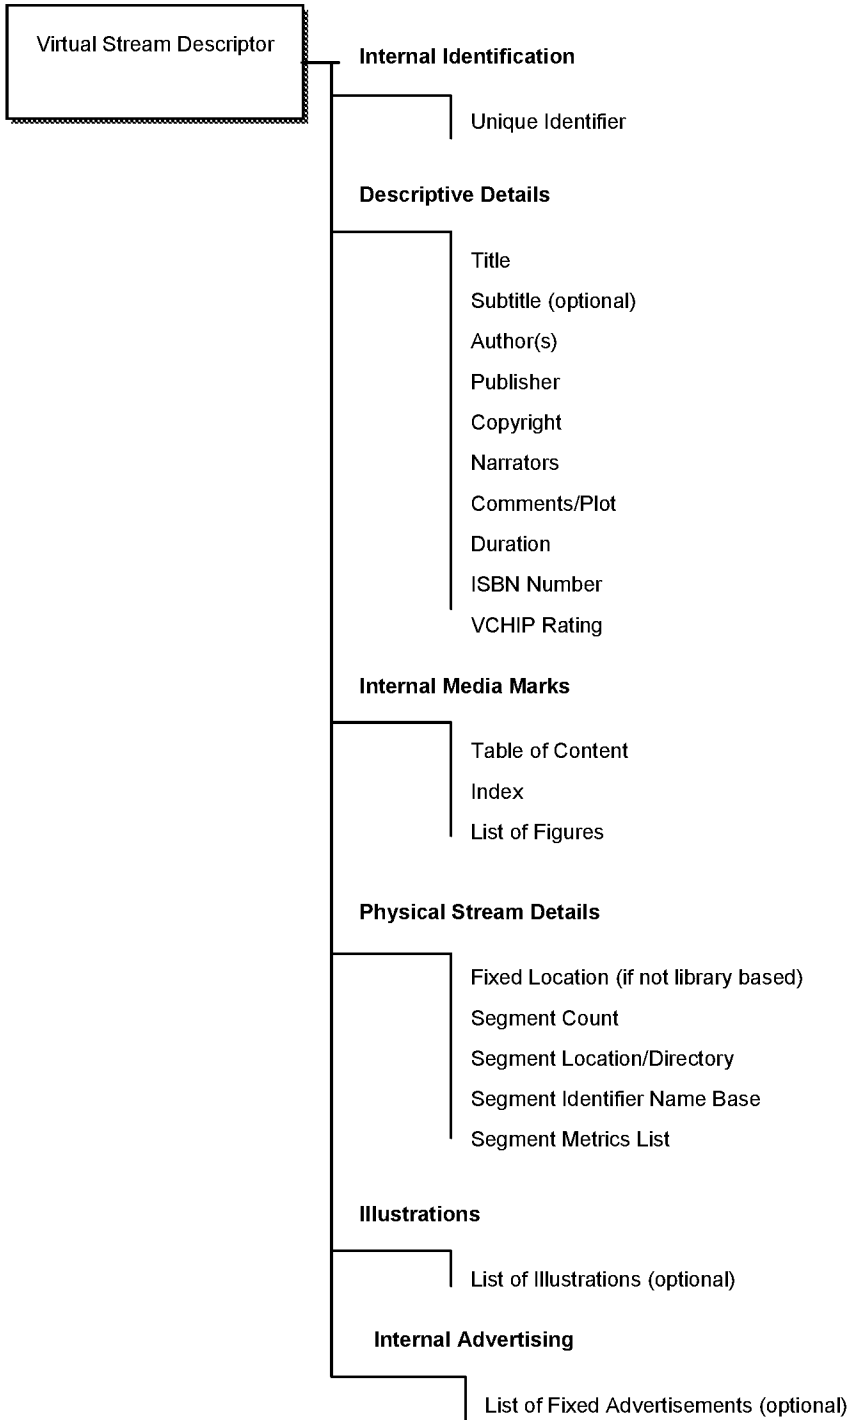 Virtual Stream Descriptor
Internal Identification
Unique Identifier
Descriptive Details
Title
Subtitle (optional)
Author(s)
Publisher
Copyright
Narrators
Comments/Plot
Duration
ISBN Number
VCHIP Rating
Internal Media Marks
Table of Content
Index
List of Figures
Physical Stream Details
Fixed Location (if not library based)
Segment Count
Segment Location/Directory
Segment Identifier Name Base
Segment Metrics List
Illustrations
List of Illustrations (optional)
Internal Advertising
List of Fixed Advertisements (optional)